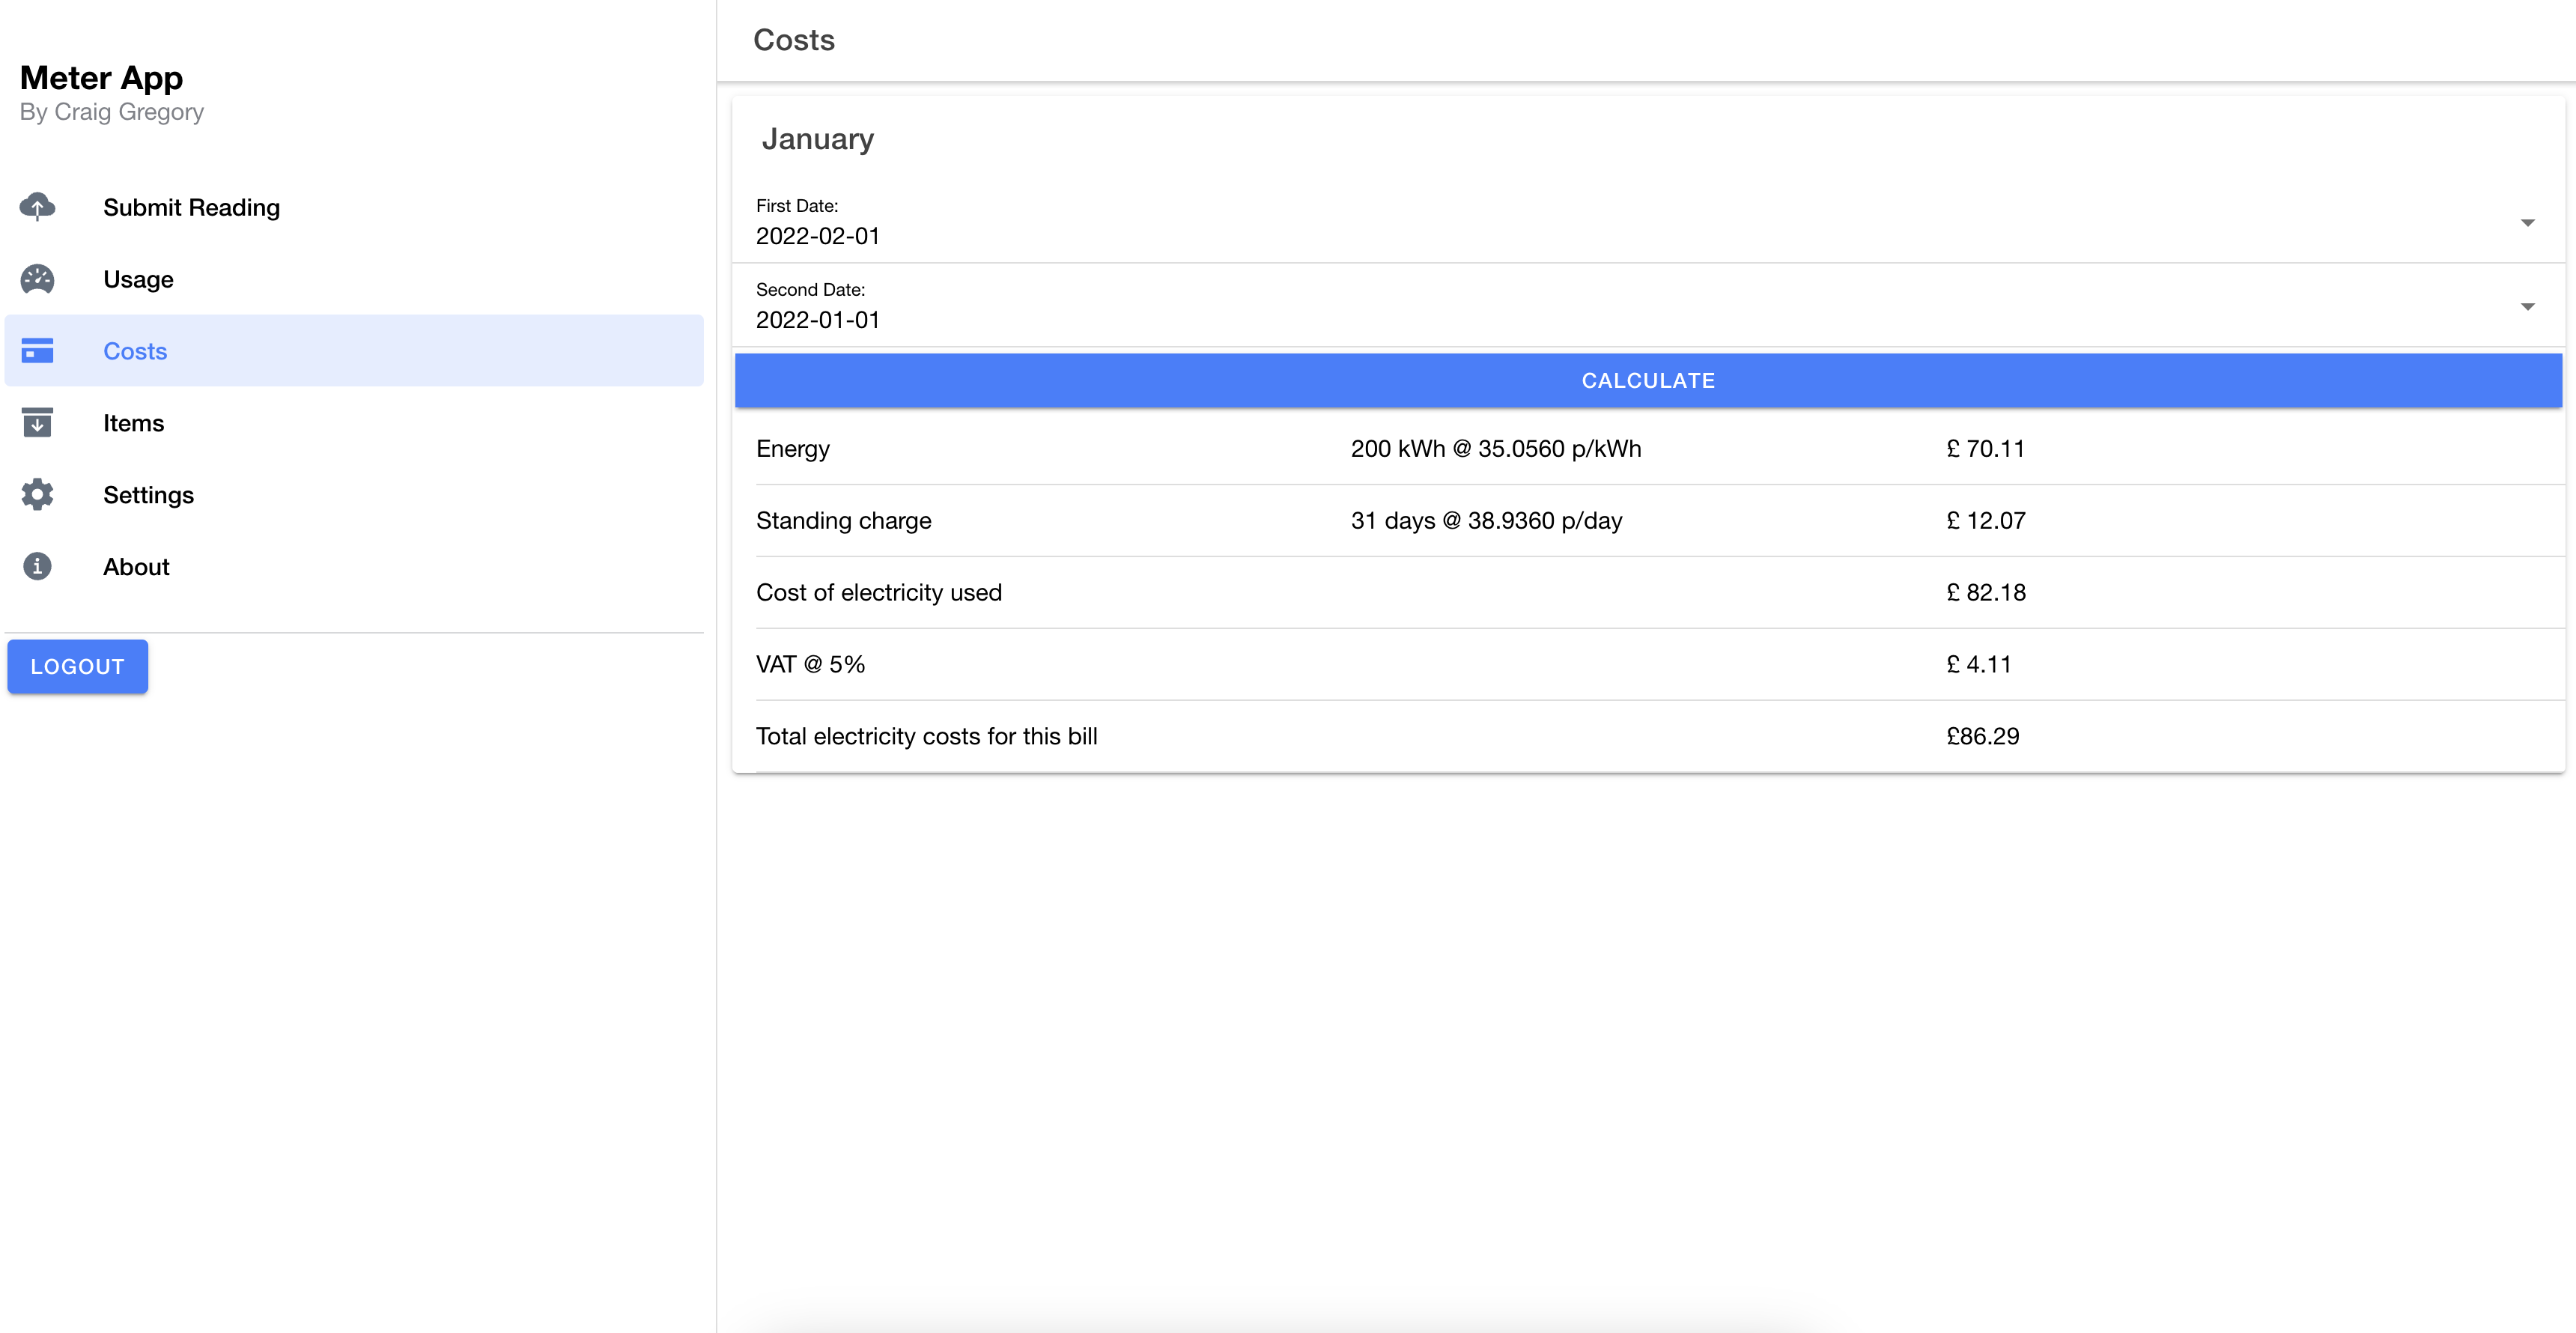 Meter App
By Craig Gregory
Submit Reading
Usage
Costs
Items
Settings
About
LOGOUT
Costs
January
First Date:
2022-02-01
Second Date:
2022-01-01
CALCULATE
Energy 200 kWh @ 35.0560 p/kWh £ 70.11
Standing charge 31 days @ 38.9360 p/day £ 12.07
Cost of electricity used £ 82.18
VAT @ 5% £ 4.11
Total electricity costs for this bill £86.29